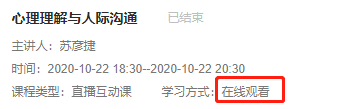 心理理解与人际沟通 已结束
主讲人：苏彦捷
时间：2020-10-22 18:30--2020-10-22 20:30
课程类型：直播互动课 学习方式：在线观看